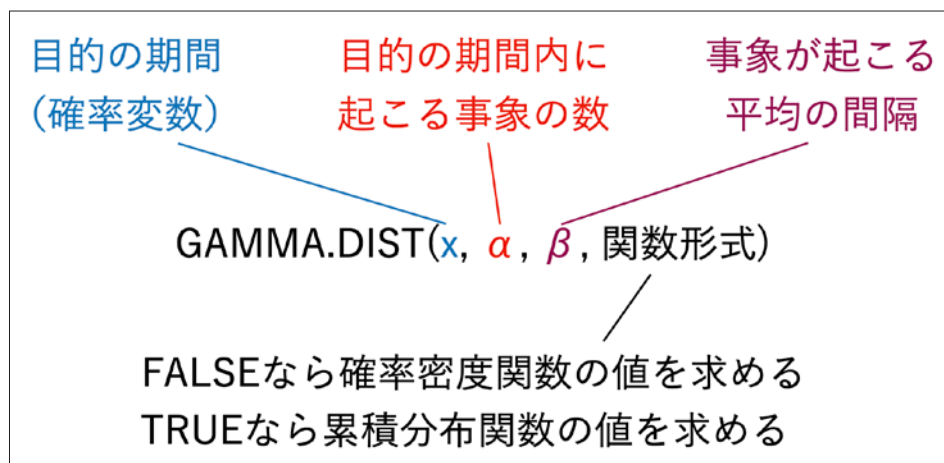 目的の期間
(確率変数)
目的の期間内に
起こる事象の数
事象が起こる
平均の間隔
GAMMA.DIST(x, α, β, 関数形式)
FALSEなら確率密度関数の値を求める
TRUEなら累積分布関数の値を求める